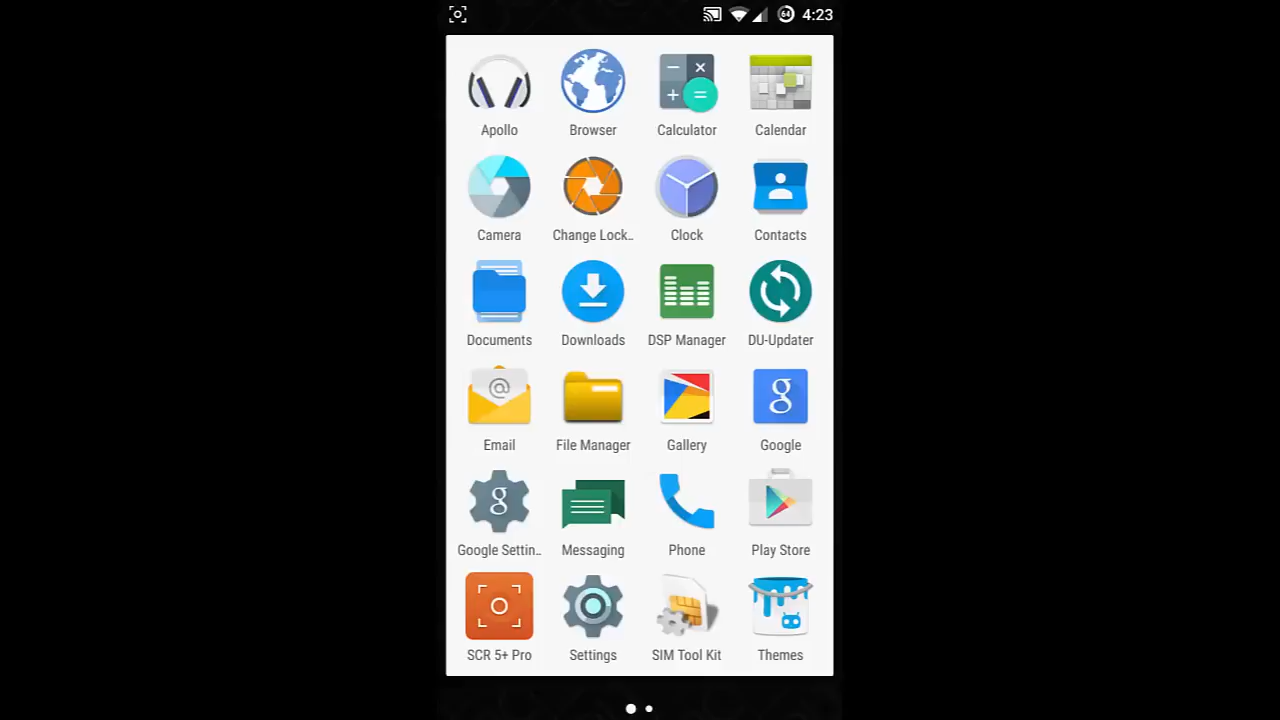 64 4:23
Apollo Browser Calculator Calendar
Camera Change Lock.. Clock Contacts
Documents Downloads DSP Manager DU-Updater
@
Email File Manager Gallery Google
g
g
Google Settin.. Messaging Phone Play Store
SCR 5+ Pro Settings SIM Tool Kit Themes